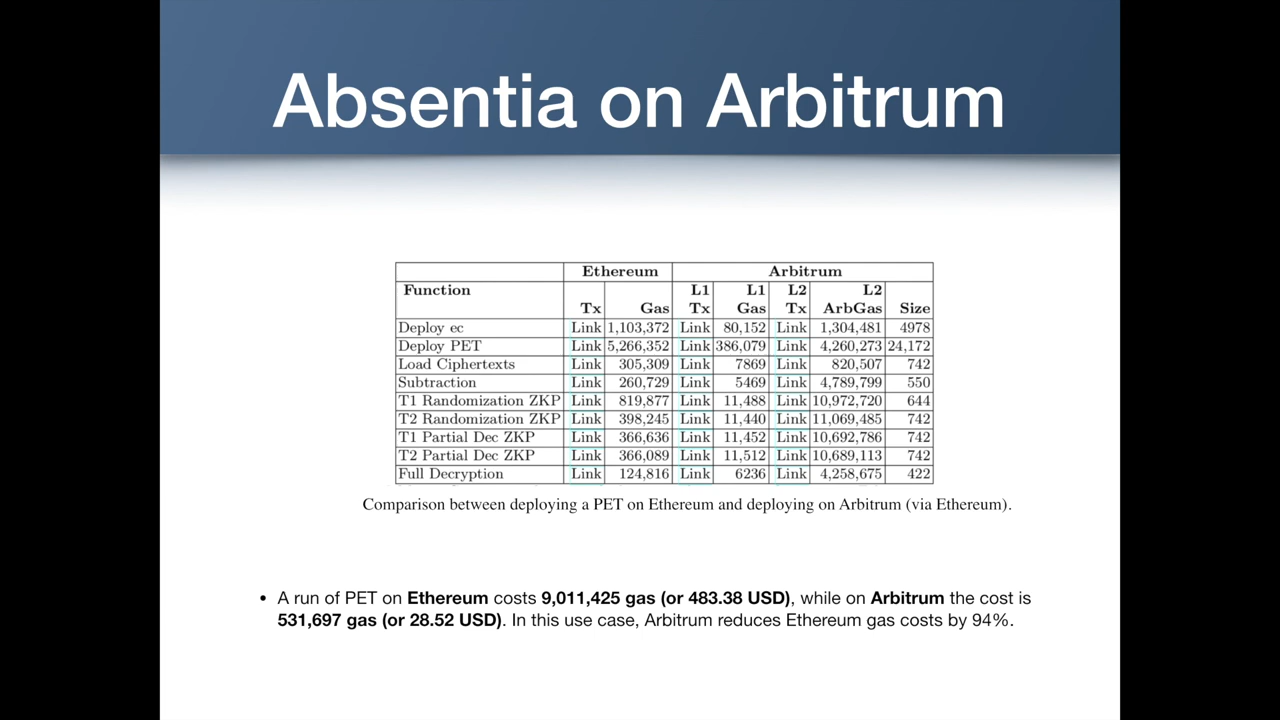 Absentia on Arbitrum
Ethereum Arbitrum
Function L1 L1 L2 L2
Tx Gas Tx Gas Tx ArbGas Size
Deploy ec Link 1,103,372 Link 80,152 Link 1,304,481 4978
Deploy PET Link 5,266,352 Link 386,079 Link 4,260,273 24,172
Load Ciphertexts Link 305,309 Link 7869 Link 820,507 742
Subtraction Link 260,729 Link 5469 Link 4,789,799 550
T1 Randomization ZKP Link 819,877 Link 11,488 Link 10,972,720 644
T2 Randomization ZKP Link 398,245 Link 11,440 Link 11,069,485 742
T1 Partial Dec ZKP Link 366,636 Link 11,452 Link 10,692,786 742
T2 Partial Dec ZKP Link 366,089 Link 11,512 Link 10,689,113 742
Full Decryption Link 124,816 Link 6236 Link 4,258,675 422
Comparison between deploying a PET on Ethereum and deploying on Arbitrum (via Ethereum).
• A run of PET on Ethereum costs 9,011,425 gas (or 483.38 USD), while on Arbitrum the cost is
531,697 gas (or 28.52 USD). In this use case, Arbitrum reduces Ethereum gas costs by 94%.